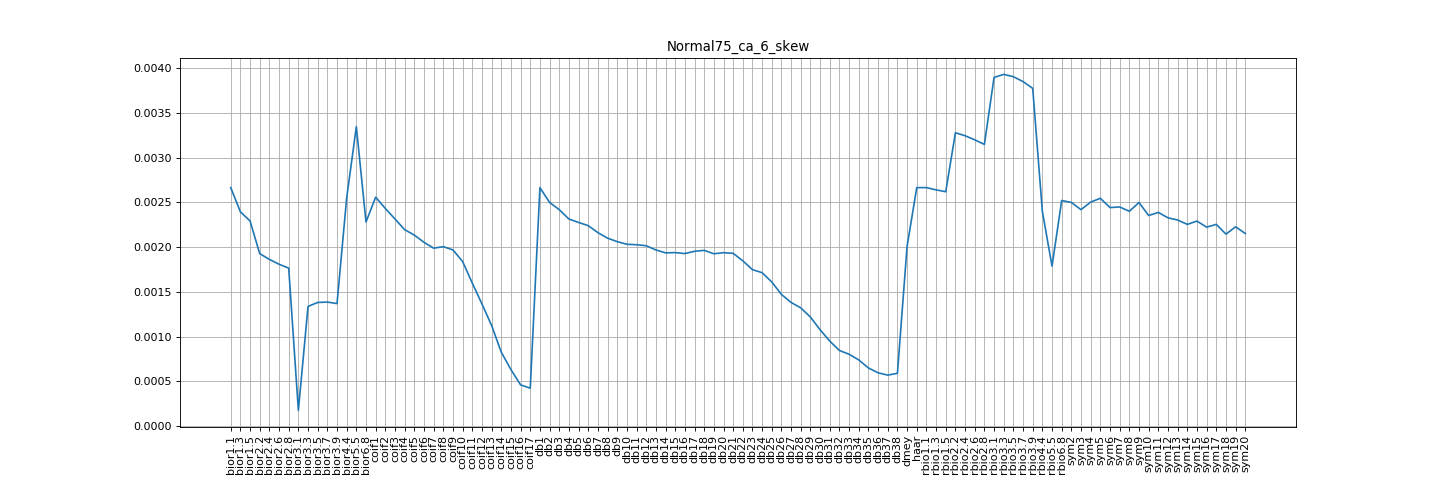 Normal75_ca_6_skew
0.0040
0.0035
0.0030
0.0025
0.0020
0.0015
0.0010
0.0005
0.0000
bior1.1
bior1.3
bior1.5
bior2.2
bior2.4
bior2.6
bior2.8
bior3.1
bior3.3
bior3.5
bior3.7
bior3.9
bior4.4
bior5.5
bior6.8
coif1
coif2
coif3
coif4
coif5
coif6
coif7
coif8
coif9
coif10
coif11
coif12
coif13
coif14
coif15
coif16
coif17
db1
db2
db3
db4
db5
db6
db7
db8
db9
db10
db11
db12
db13
db14
db15
db16
db17
db18
db19
db20
db21
db22
db23
db24
db25
db26
db27
db28
db29
db30
db31
db32
db33
db34
db35
db36
db37
db38
dmey
haar
rbio1.1
rbio1.3
rbio1.5
rbio2.2
rbio2.4
rbio2.6
rbio2.8
rbio3.1
rbio3.3
rbio3.5
rbio3.7
rbio3.9
rbio4.4
rbio5.5
rbio6.8
sym2
sym3
sym4
sym5
sym6
sym7
sym8
sym9
sym10
sym11
sym12
sym13
sym14
sym15
sym16
sym17
sym18
sym19
sym20